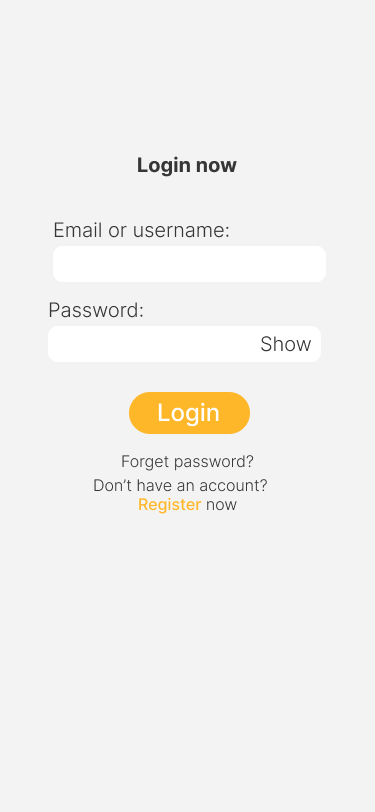 Login now
Email or username:
Password:
Show
Login
Forget password?
Don’t have an account?
Register now